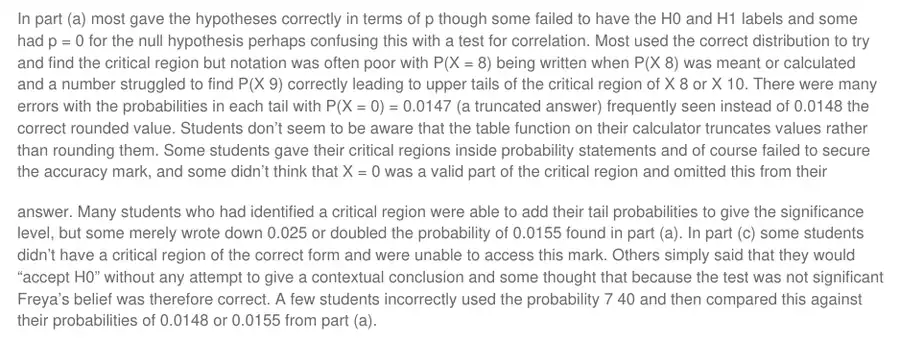 In part (a) most gave the hypotheses correctly in terms of p though some failed to have the H0 and H1 labels and some
had p = 0 for the null hypothesis perhaps confusing this with a test for correlation. Most used the correct distribution to try
and find the critical region but notation was often poor with P(X = 8) being written when P(X 8) was meant or calculated
and a number struggled to find P(X 9) correctly leading to upper tails of the critical region of X 8 or X 10. There were many
errors with the probabilities in each tail with P(X = 0) = 0.0147 (a truncated answer) frequently seen instead of 0.0148 the
correct rounded value. Students don't seem to be aware that the table function on their calculator truncates values rather
than rounding them. Some students gave their critical regions inside probability statements and of course failed to secure
the accuracy mark, and some didn't think that X = 0 was a valid part of the critical region and omitted this from their
answer. Many students who had identified a critical region were able to add their tail probabilities to give the significance
level, but some merely wrote down 0.025 or doubled the probability of 0.0155 found in part (a). In part (c) some students
didn't have a critical region of the correct form and were unable to access this mark. Others simply said that they would
“accept H0” without any attempt to give a contextual conclusion and some thought that because the test was not significant
Freya's belief was therefore correct. A few students incorrectly used the probability 7 40 and then compared this against
their probabilities of 0.0148 or 0.0155 from part (a).